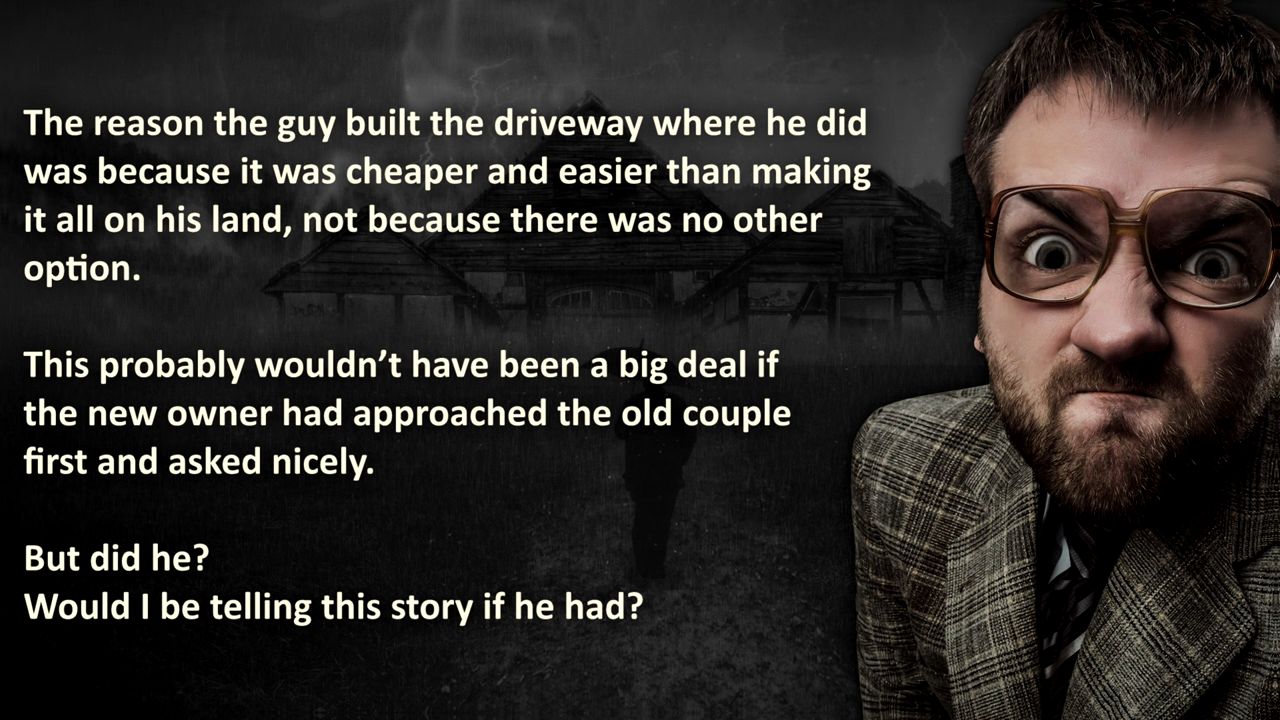 The reason the guy built the driveway where he did
was because it was cheaper and easier than making
it all on his land, not because there was no other
option.
This probably wouldn’t have been a big deal if
the new owner had approached the old couple
first and asked nicely.
But did he?
Would I be telling this story if he had?